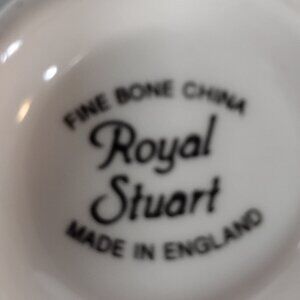 FINE BONE CHINA
Royal
Stuart
MADE IN ENGLAND